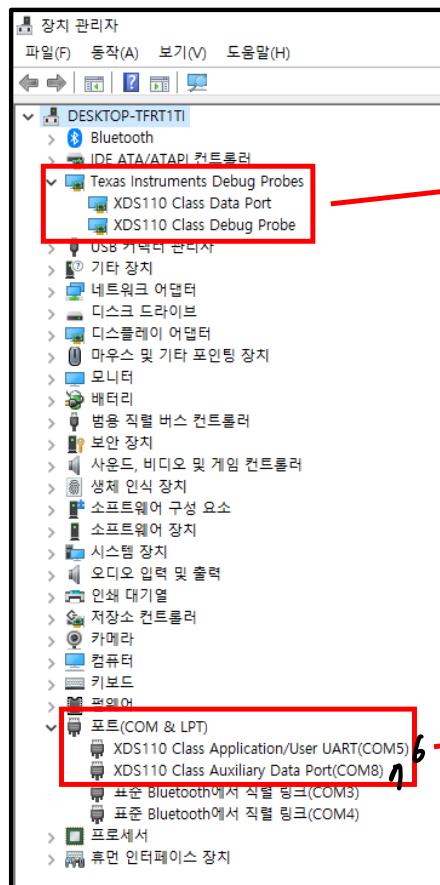 장치 관리자
파일(F) 동작(A) 보기(V) 도움말(H)
DESKTOP-TFRT1TI
Bluetooth
IDE ATA/ATAPI 컨트롤러
Texas Instruments Debug Probes
XDS110 Class Data Port
XDS110 Class Debug Probe
USB 커넥터 관리자
기타 장치
네트워크 어댑터
디스크 드라이브
디스플레이 어댑터
마우스 및 기타 포인팅 장치
모니터
배터리
범용 직렬 버스 컨트롤러
보안 장치
사운드, 비디오 및 게임 컨트롤러
생체 인식 장치
소프트웨어 구성 요소
소프트웨어 장치
시스템 장치
오디오 입력 및 출력
인쇄 대기열
저장소 컨트롤러
카메라
컴퓨터
키보드
펌웨어
포트(COM & LPT)
XDS110 Class Application/User UART(COM5) 6
XDS110 Class Auxiliary Data Port(COM8) 7
표준 Bluetooth에서 직렬 링크(COM3)
표준 Bluetooth에서 직렬 링크(COM4)
프로세서
휴먼 인터페이스 장치